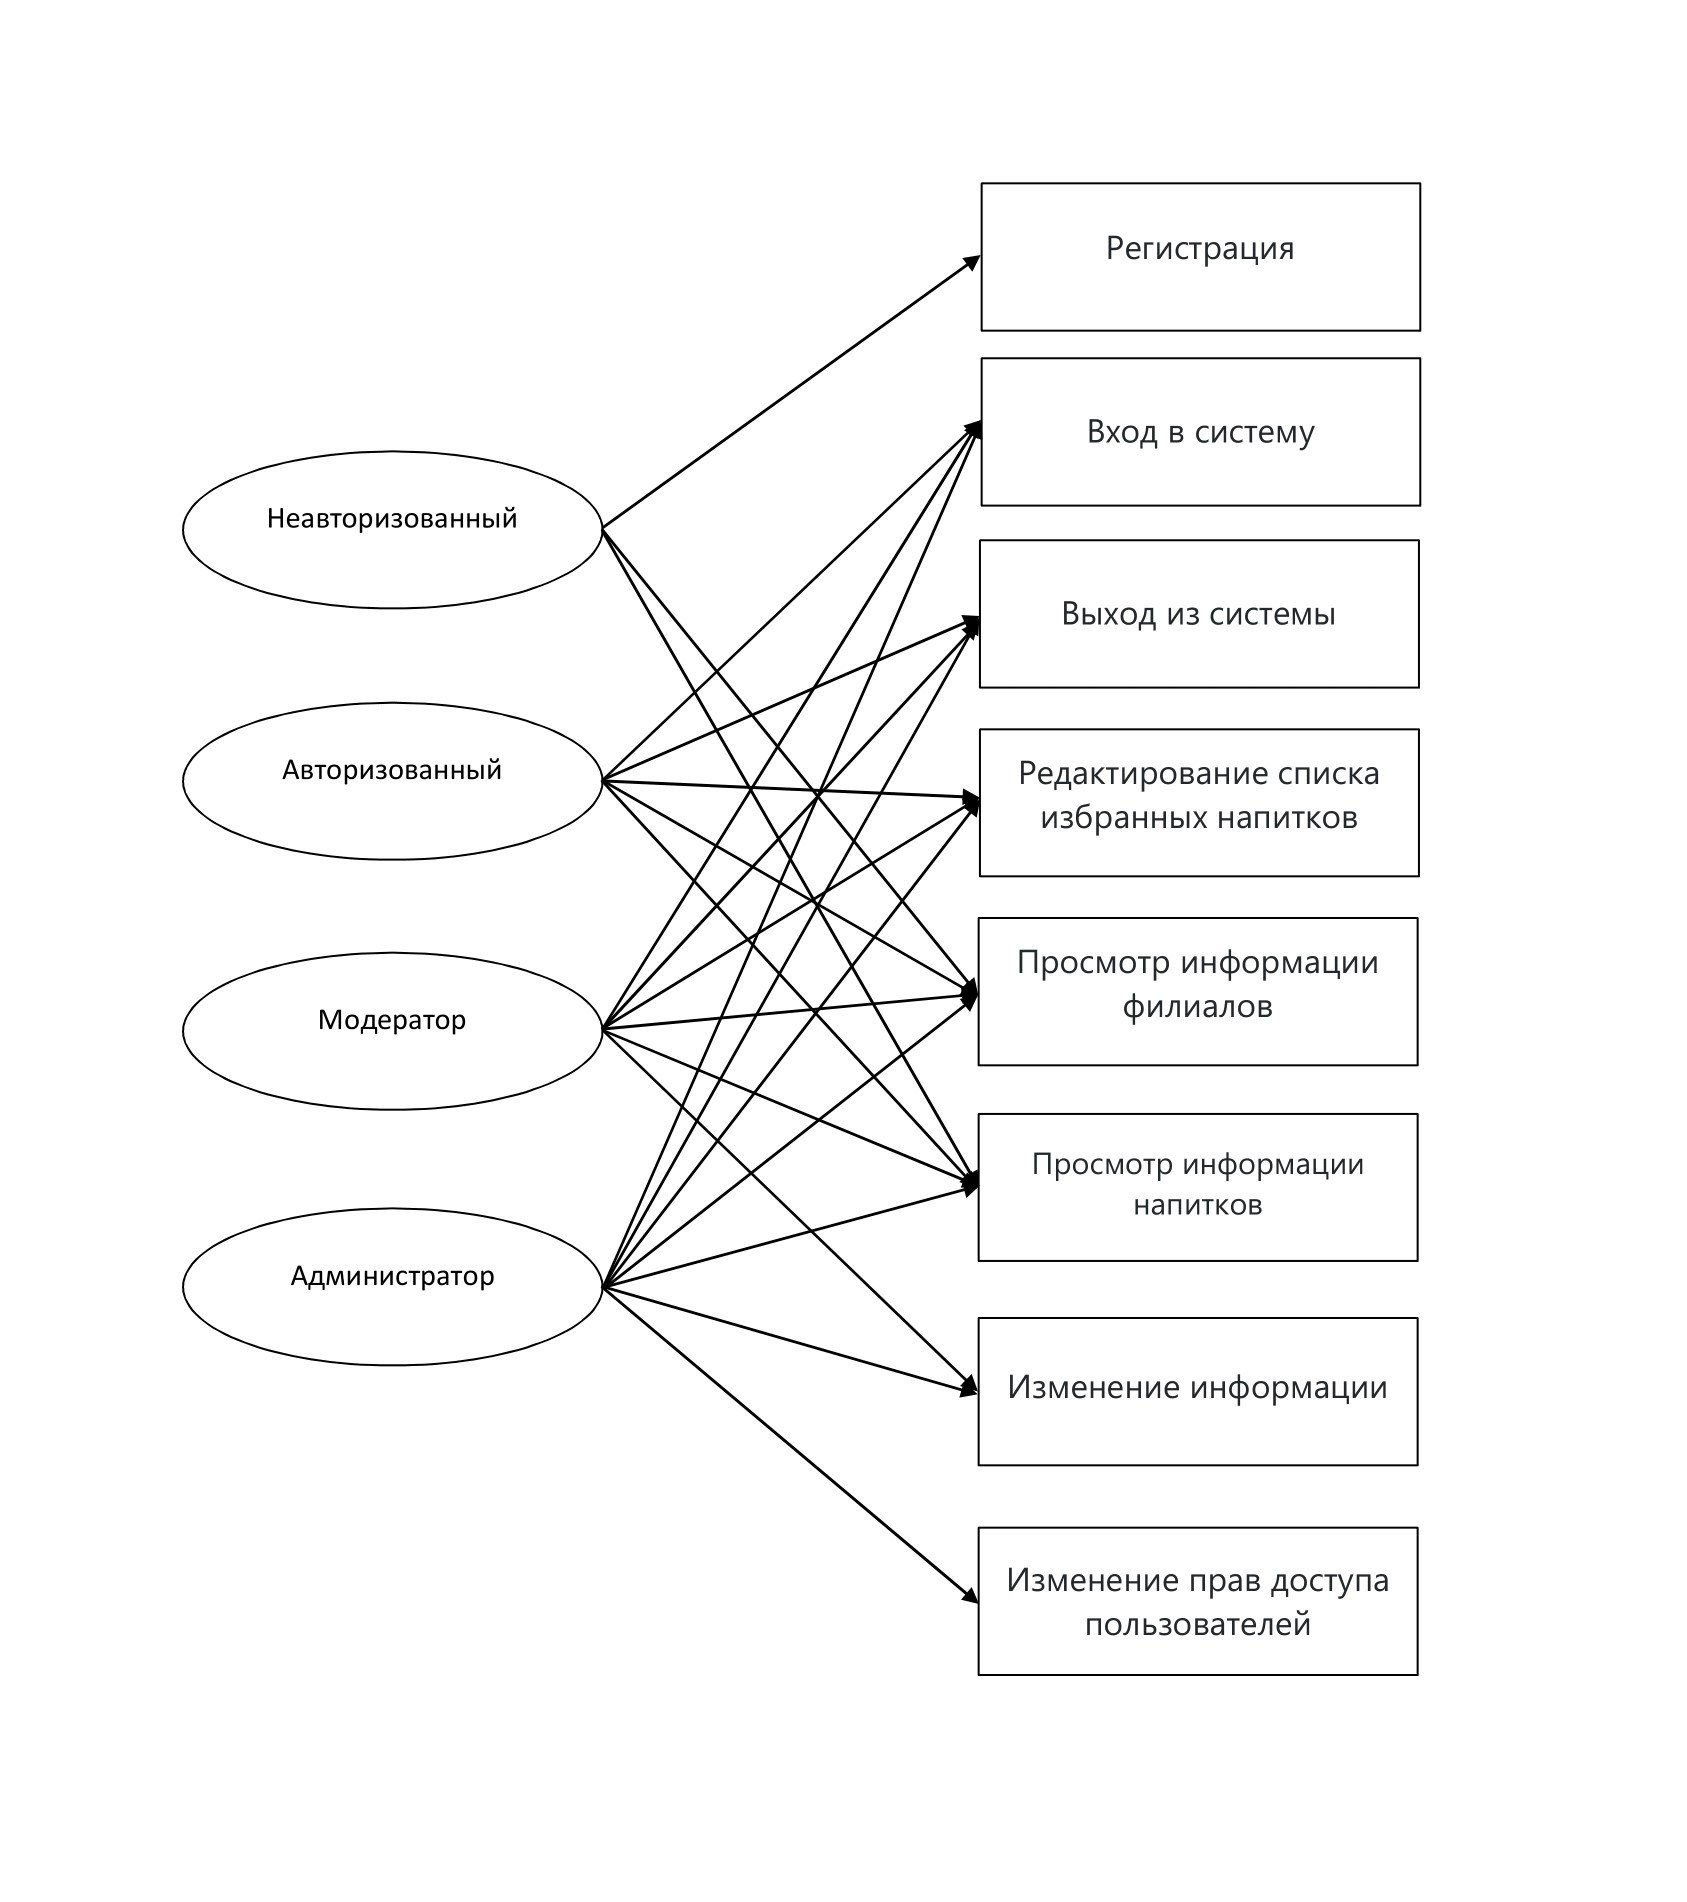 Неавторизованный
Авторизованный
Модератор
Администратор
Регистрация
Вход в систему
Выход из системы
Редактирование списка
избранных напитков
Просмотр информации
филиалов
Просмотр информации
напитков
Изменение информации
Изменение прав доступа
пользователей